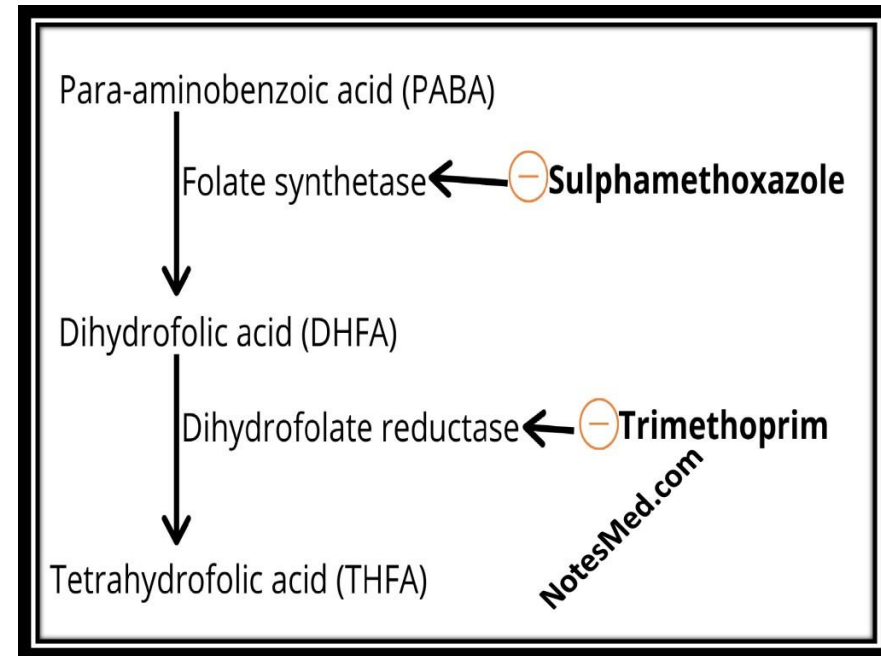 Para-aminobenzoic acid (PABA)
Folate synthetase
Sulphamethoxazole
Dihydrofolic acid (DHFA)
Dihydrofolate reductase
Trimethoprim
NotesMed.com
Tetrahydrofolic acid (THFA)